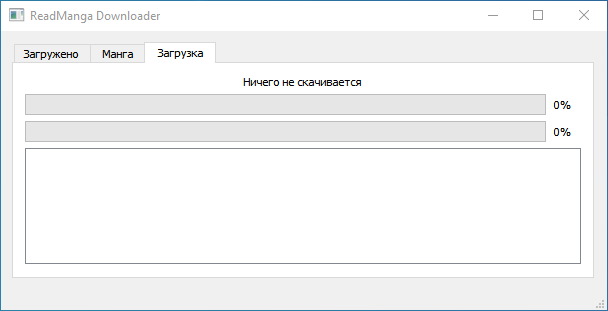 ReadManga Downloader
Загружено Манга Загрузка
Ничего не скачивается
0%
0%